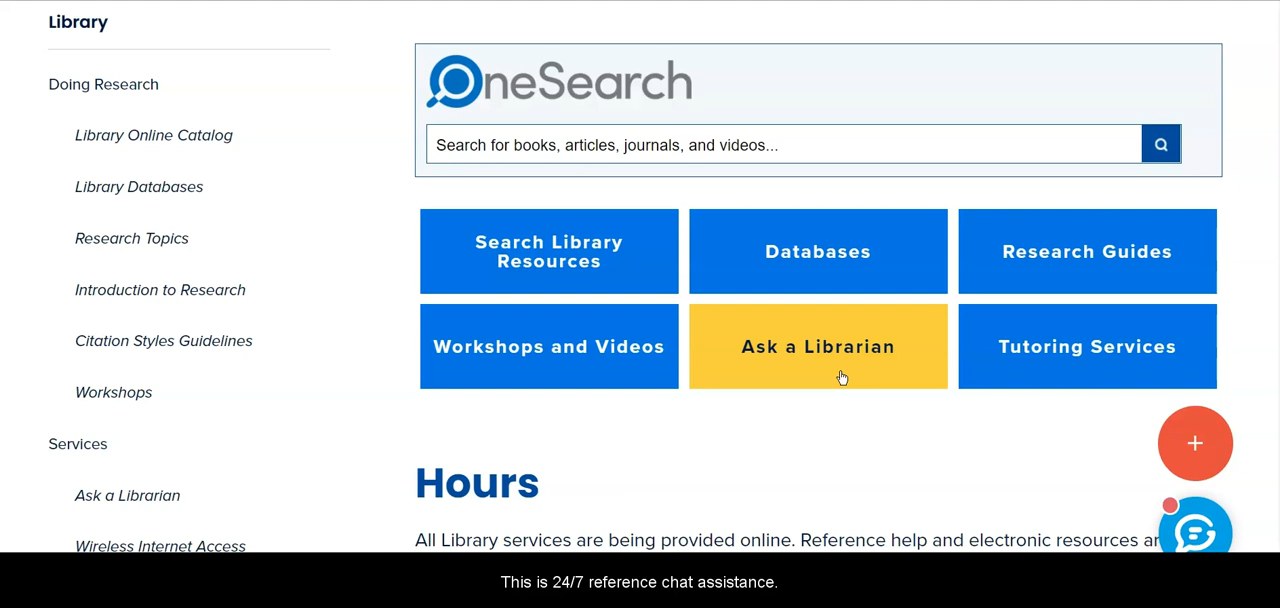 Library
Doing Research
Library Online Catalog
Library Databases
Research Topics
Introduction to Research
Citation Styles Guidelines
Workshops
Services
Ask a Librarian
Wireless Internet Access
OneSearch
Search for books, articles, journals, and videos...
Search Library
Resources
Databases
Research Guides
Workshops and Videos
Ask a Librarian
Tutoring Services
Hours
All Library services are being provided online. Reference help and electronic resources
This is 24/7 reference chat assistance.